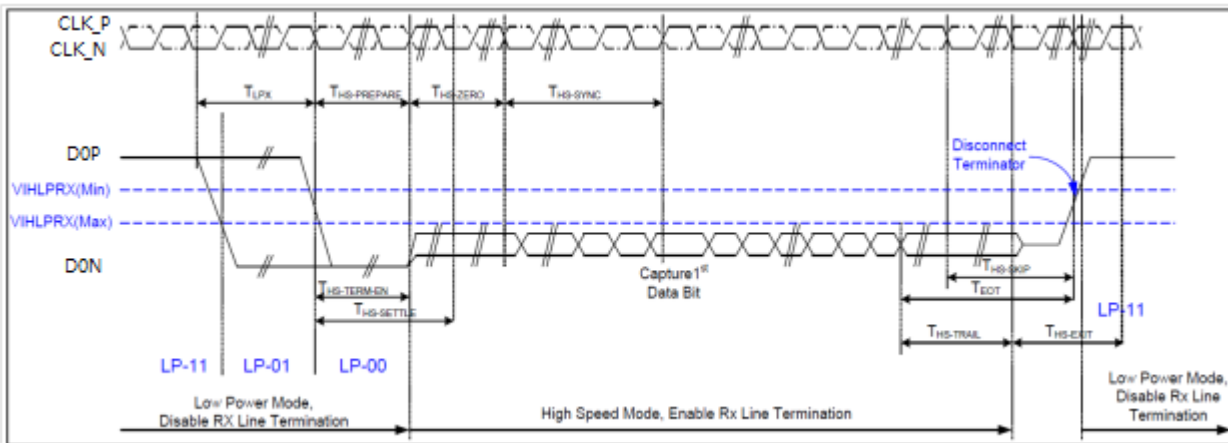 CLK_P
CLK_N
TLPX
THS-PREPARE
THS-ZERO
THS-SYNC
D0P
Disconnect
Terminator
VIHLPRX(Min)
VIHLPRX(Max)
D0N
Capture1st
Data Bit
THS-SKIP
THS-TERM-EN
TEOT
THS-SETTLE
LP-11
THS-TRAIL
THS-EXIT
LP-11
LP-01
LP-00
Low Power Mode,
Disable RX Line Termination
High Speed Mode, Enable Rx Line Termination
Low Power Mode,
Disable Rx Line
Termination